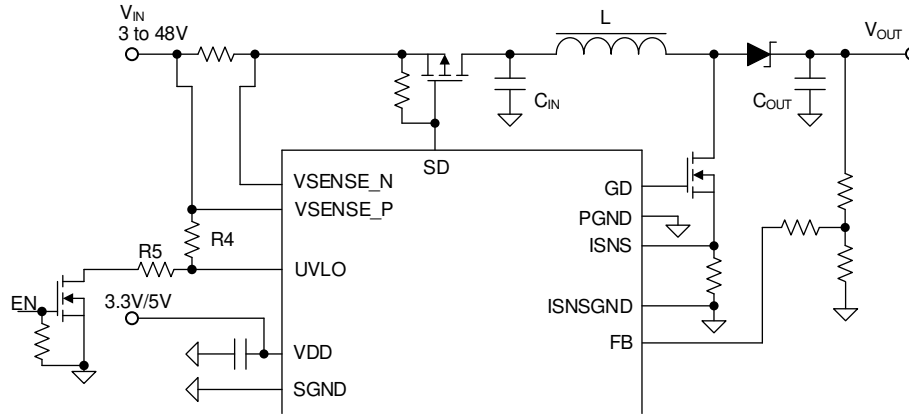 VIN
3 to 48V
L
VOUT
CIN
COUT
SD
VSENSE_N
GD
VSENSE_P
PGND
R4
ISNS
R5
UVLO
EN
3.3V/5V
ISNSGND
VDD
FB
SGND